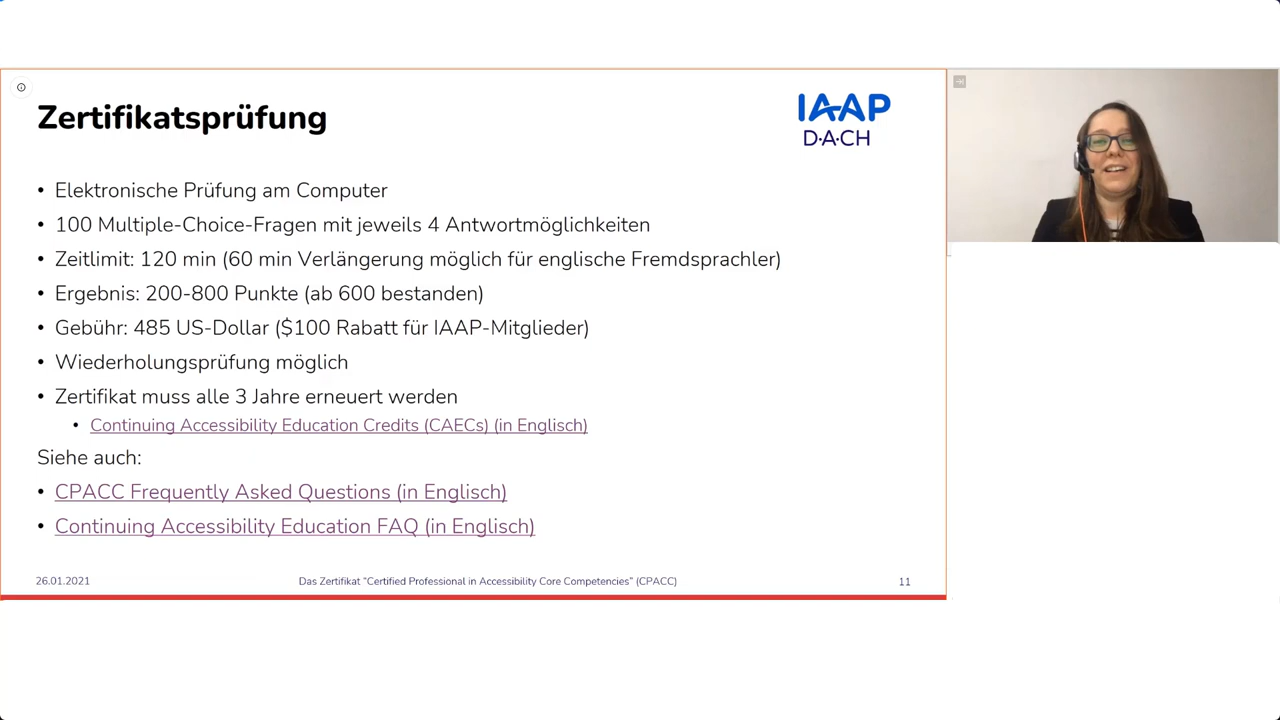 Zertifikatsprüfung
IAAP
D·A·CH
• Elektronische Prüfung am Computer
• 100 Multiple-Choice-Fragen mit jeweils 4 Antwortmöglichkeiten
• Zeitlimit: 120 min (60 min Verlängerung möglich für englische Fremdsprachler)
• Ergebnis: 200-800 Punkte (ab 600 bestanden)
• Gebühr: 485 US-Dollar ($100 Rabatt für IAAP-Mitglieder)
• Wiederholungsprüfung möglich
• Zertifikat muss alle 3 Jahre erneuert werden
• Continuing Accessibility Education Credits (CAECs) (in Englisch)
Siehe auch:
• CPACC Frequently Asked Questions (in Englisch)
• Continuing Accessibility Education FAQ (in Englisch)
26.01.2021 Das Zertifikat "Certified Professional in Accessibility Core Competencies" (CPACC) 11